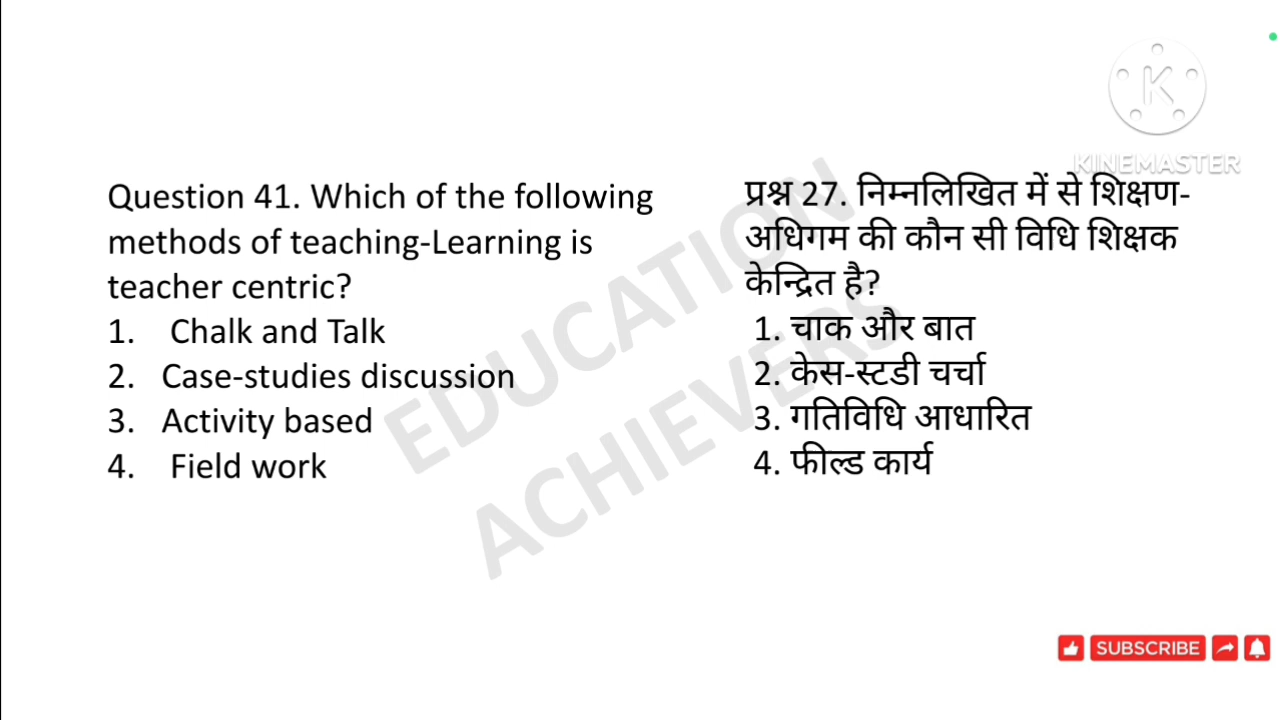 KINEMASTER
Question 41. Which of the following
methods of teaching-Learning is
teacher centric?
1. Chalk and Talk
2. Case-studies discussion
3. Activity based
4. Field work
प्रश्न 27. निम्नलिखित में से शिक्षण-
अधिगम की कौन सी विधि शिक्षक
केन्द्रित है?
1. चाक और बात
2. केस-स्टडी चर्चा
3. गतिविधि आधारित
4. फील्ड कार्य
EDUCATION
ACHIEVERS
SUBSCRIBE